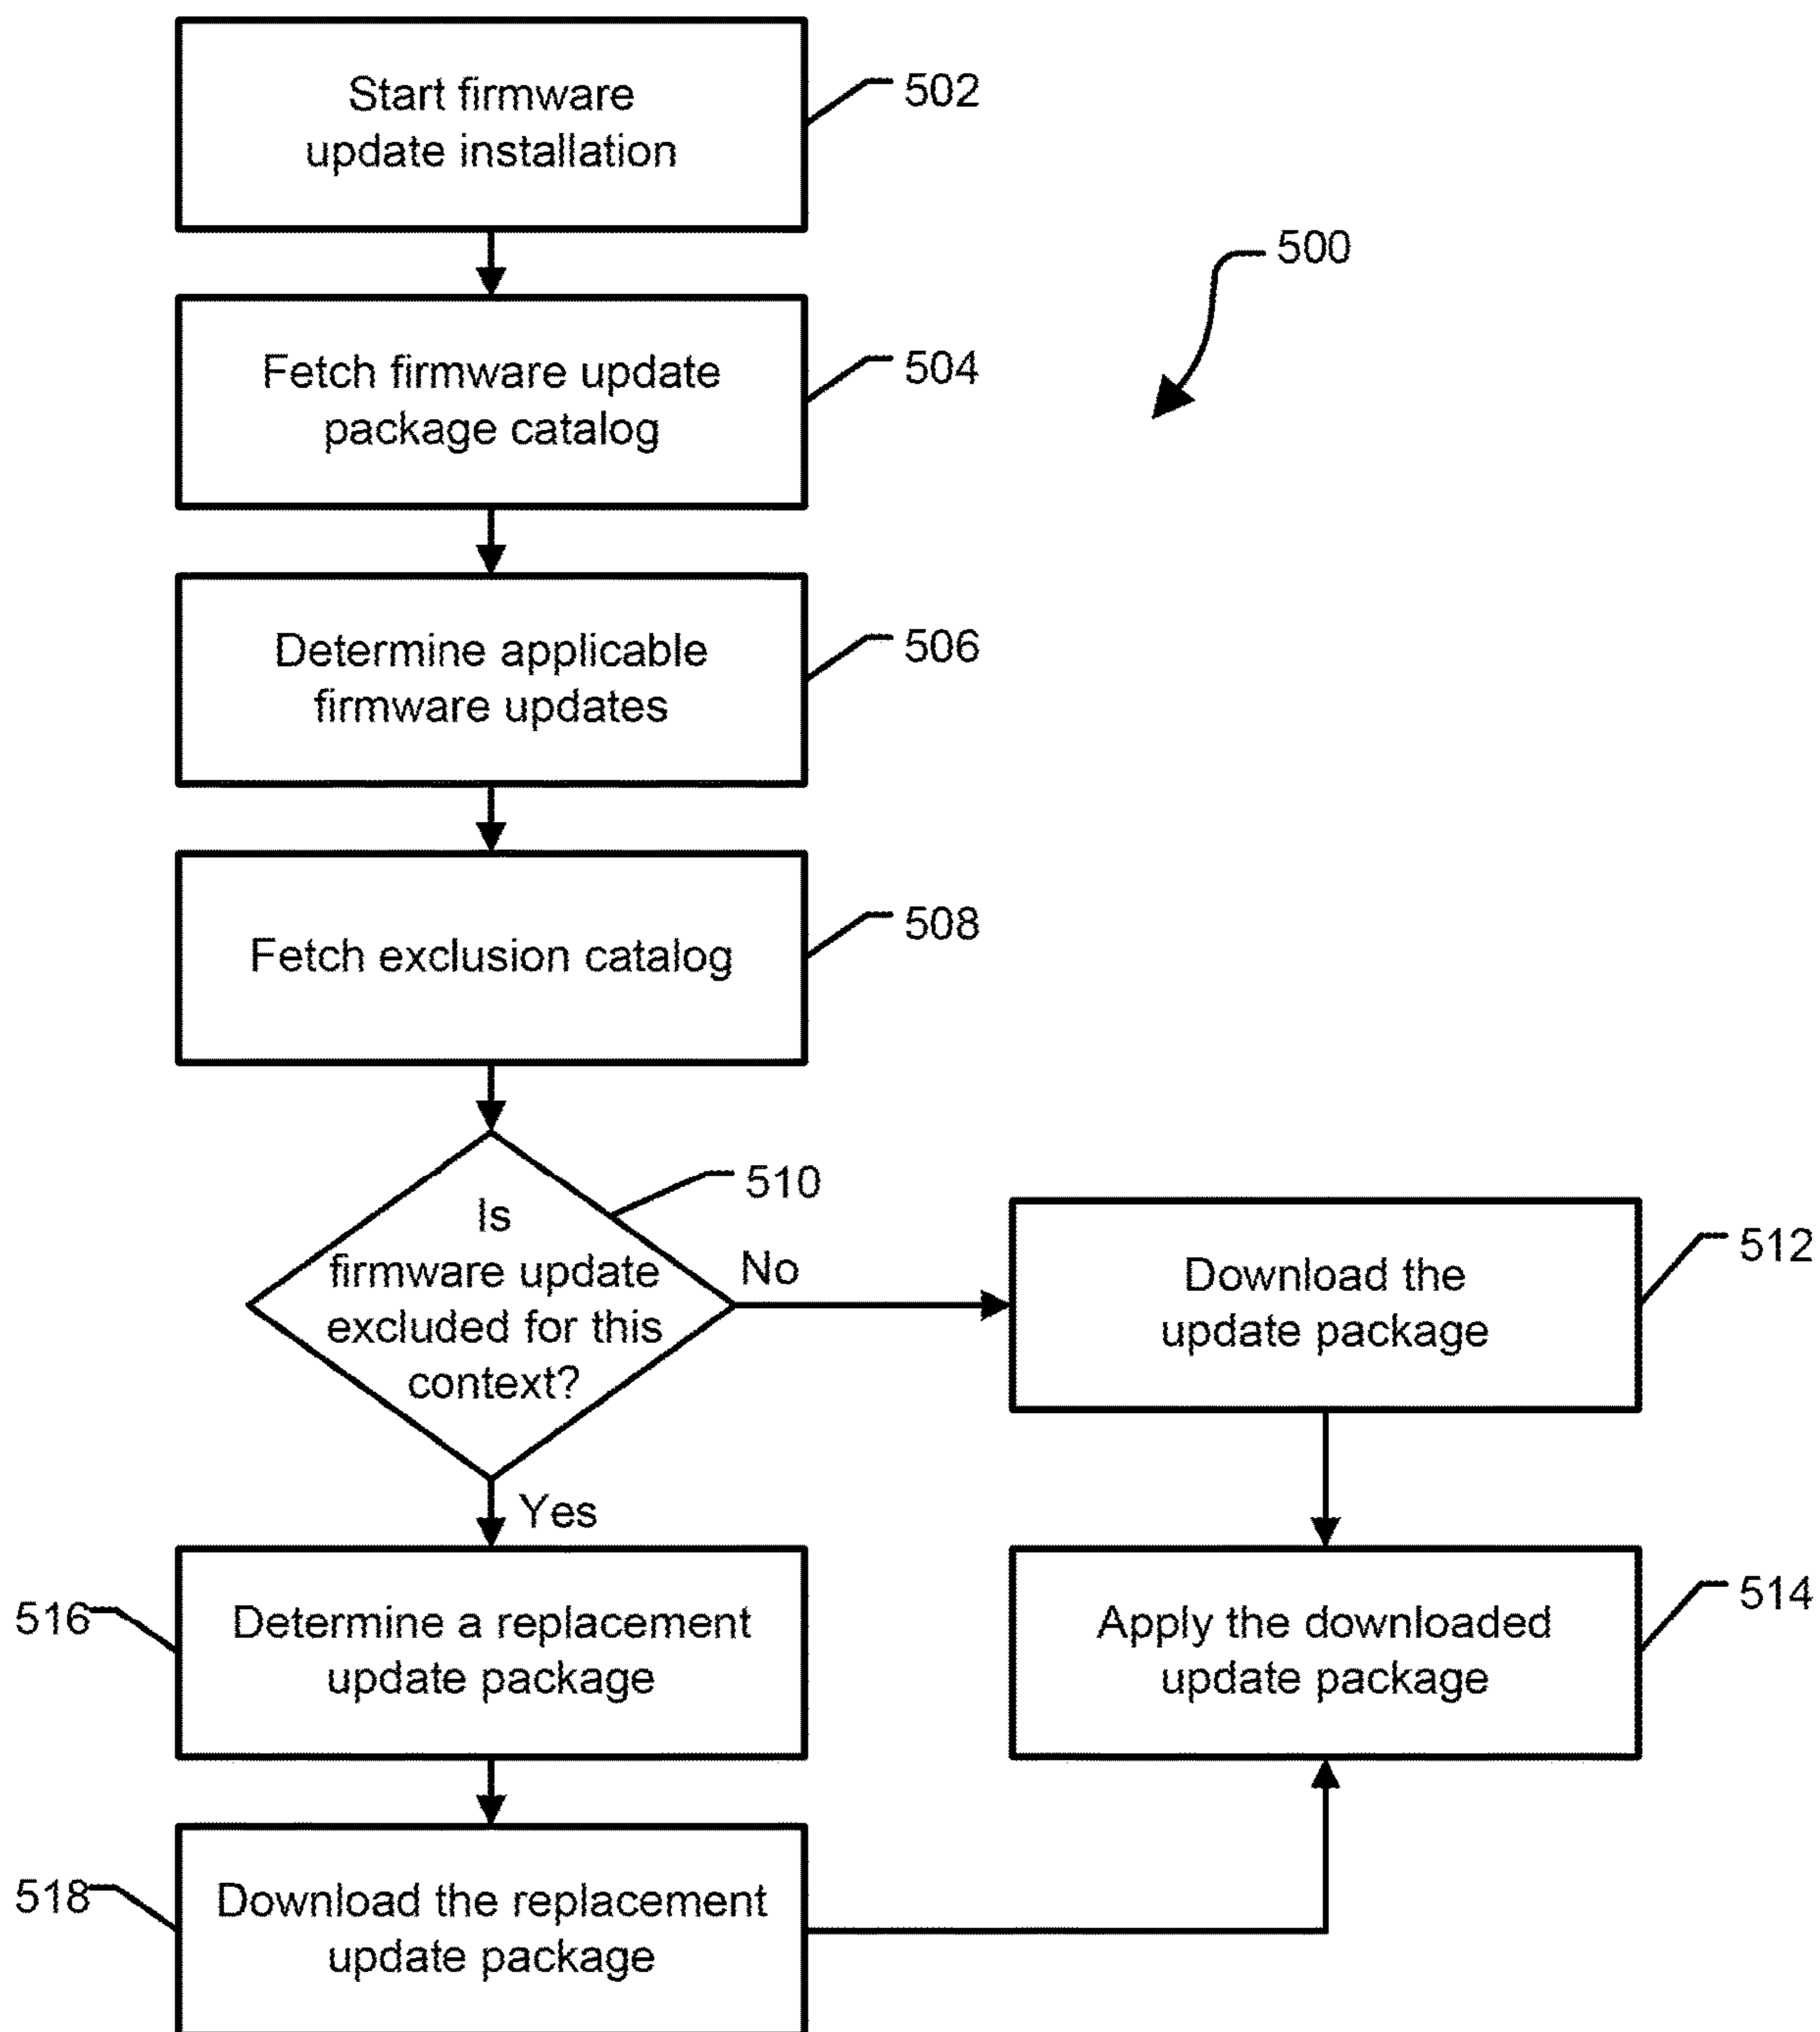 Start firmware
update installation
502
500
Fetch firmware update
package catalog
504
Determine applicable
firmware updates
506
Fetch exclusion catalog
508
Is
firmware update
excluded for this
context?
510
No
Yes
Download the
update package
512
Apply the downloaded
update package
514
516
Determine a replacement
update package
518
Download the replacement
update package